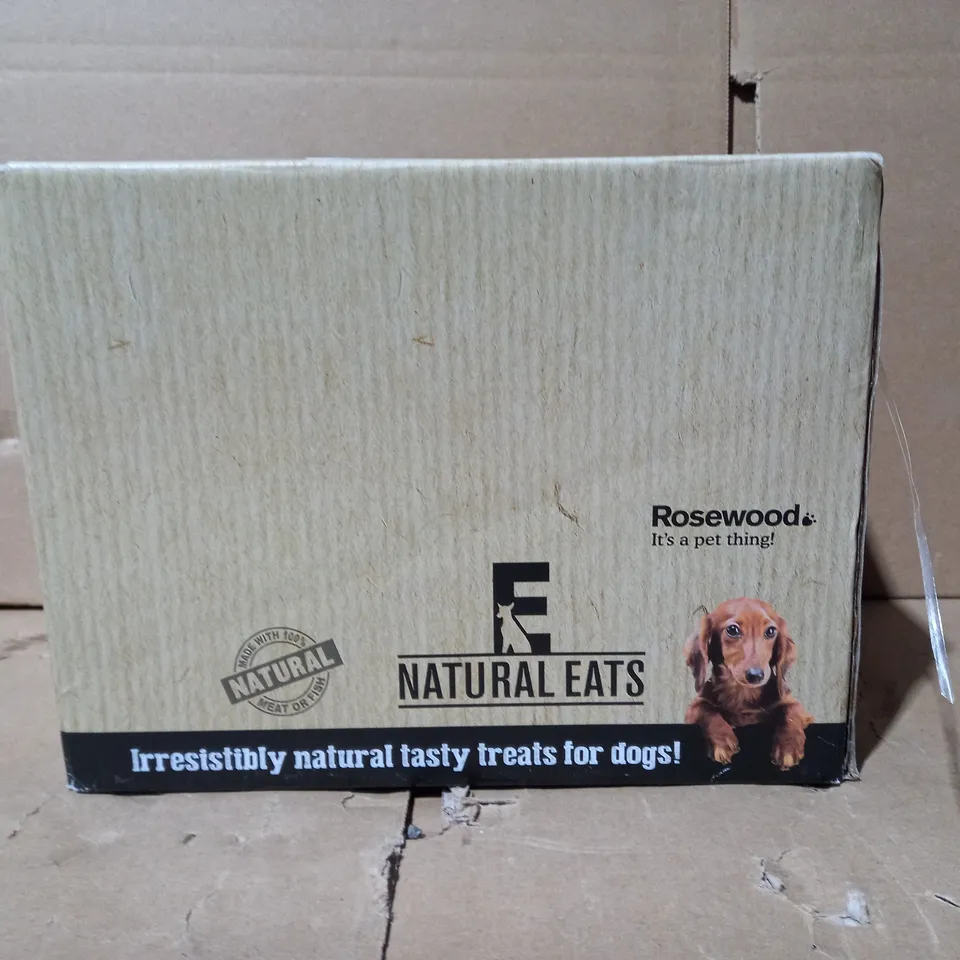 Rosewood
It's a pet thing!
E
NATURAL EATS
MADE WITH 100%
NATURAL
MEAT OR FISH
Irresistibly natural tasty treats for dogs!